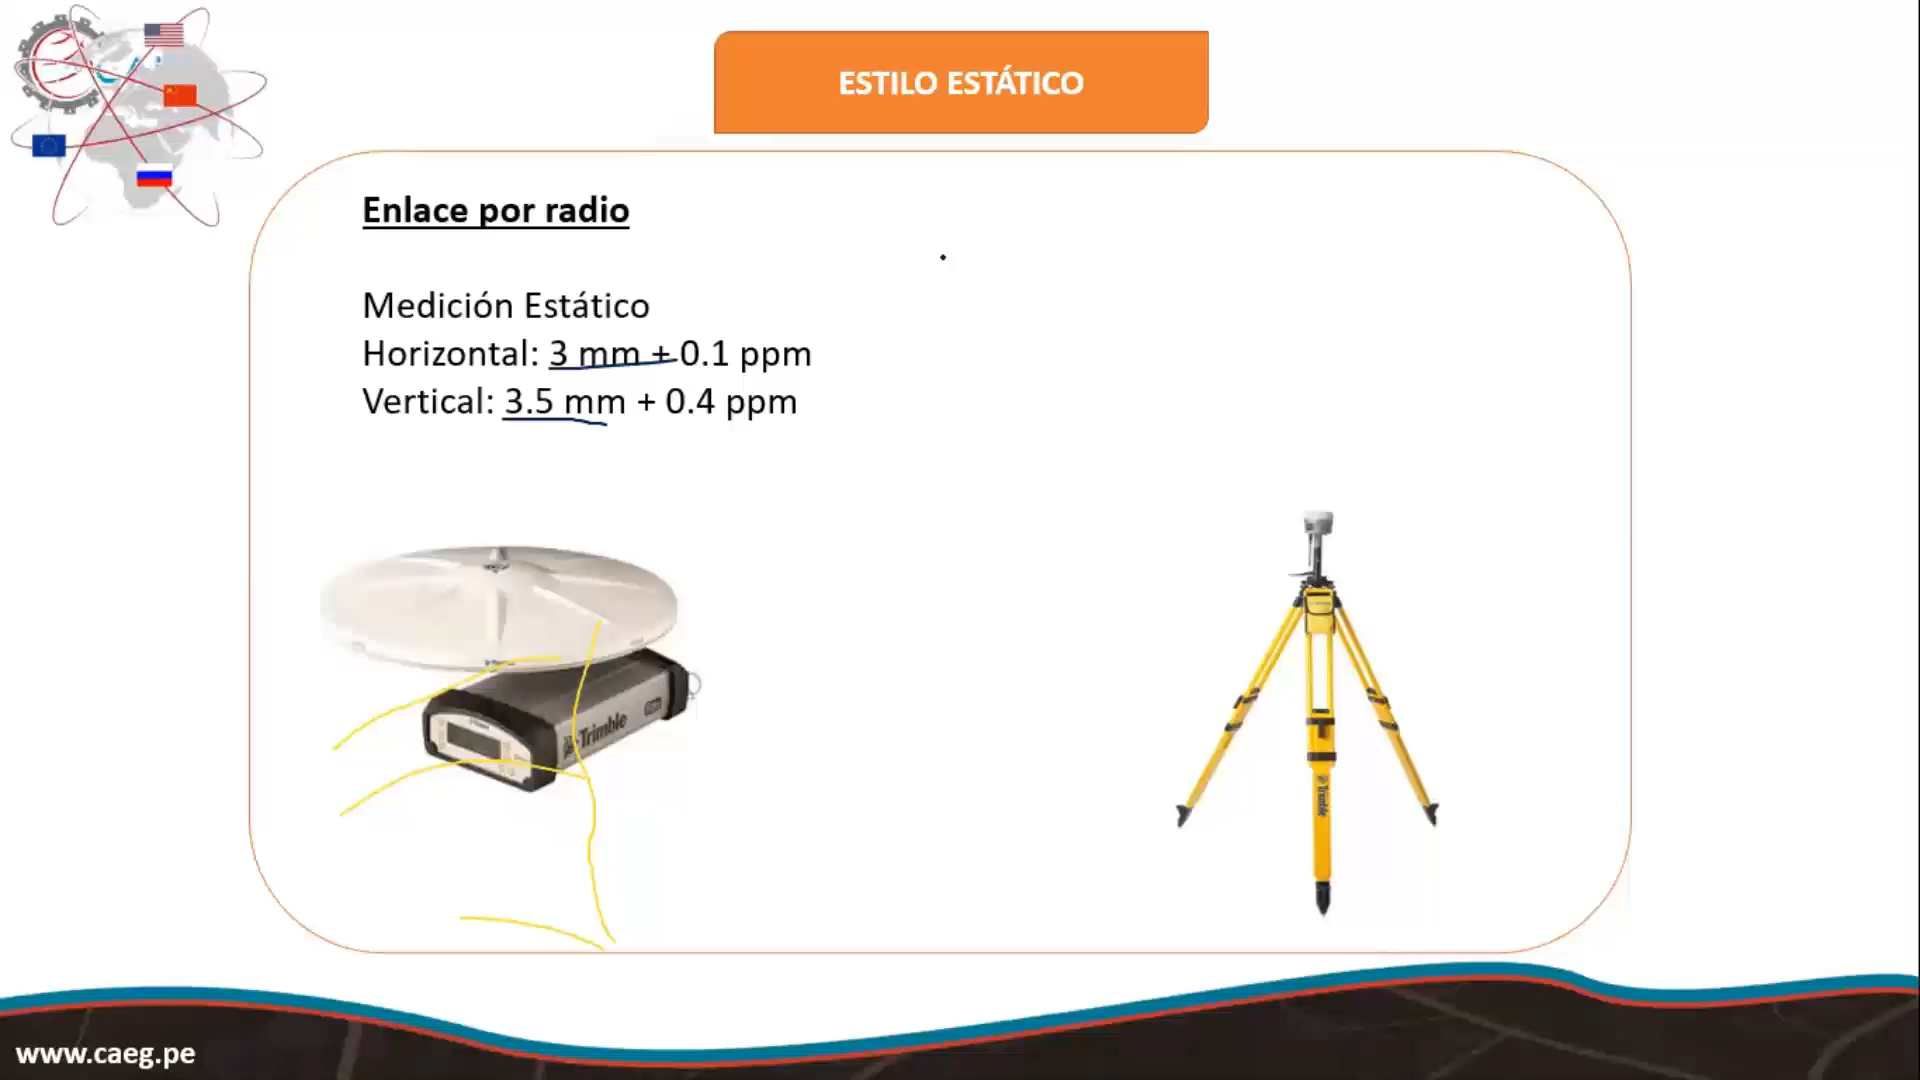 ESTILO ESTÁTICO
Enlace por radio
Medición Estático
Horizontal: 3 mm + 0.1 ppm
Vertical: 3.5 mm + 0.4 ppm
Trimble
Trimble
www.caeg.pe